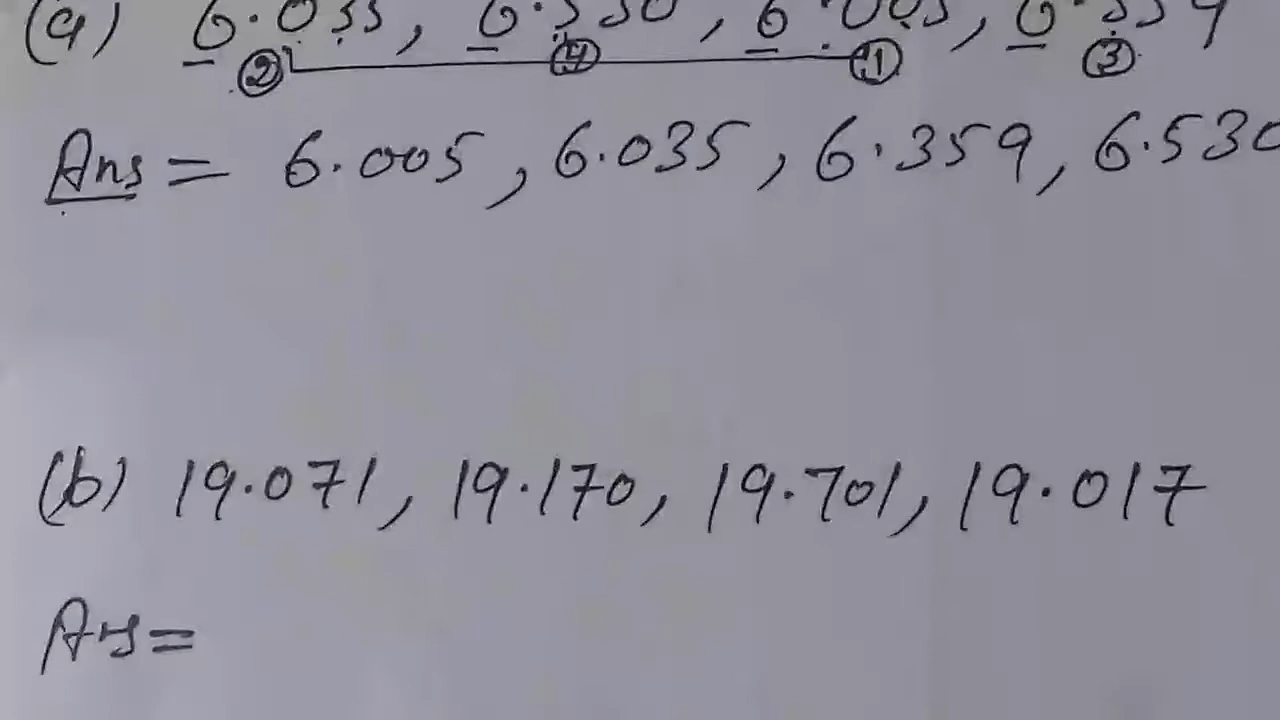 (a) 6.035, 6.530, 6.005, 6.359
② ④ ① ③
Ans = 6.005, 6.035, 6.359, 6.530
(b) 19.071, 19.170, 19.701, 19.017
Ans=